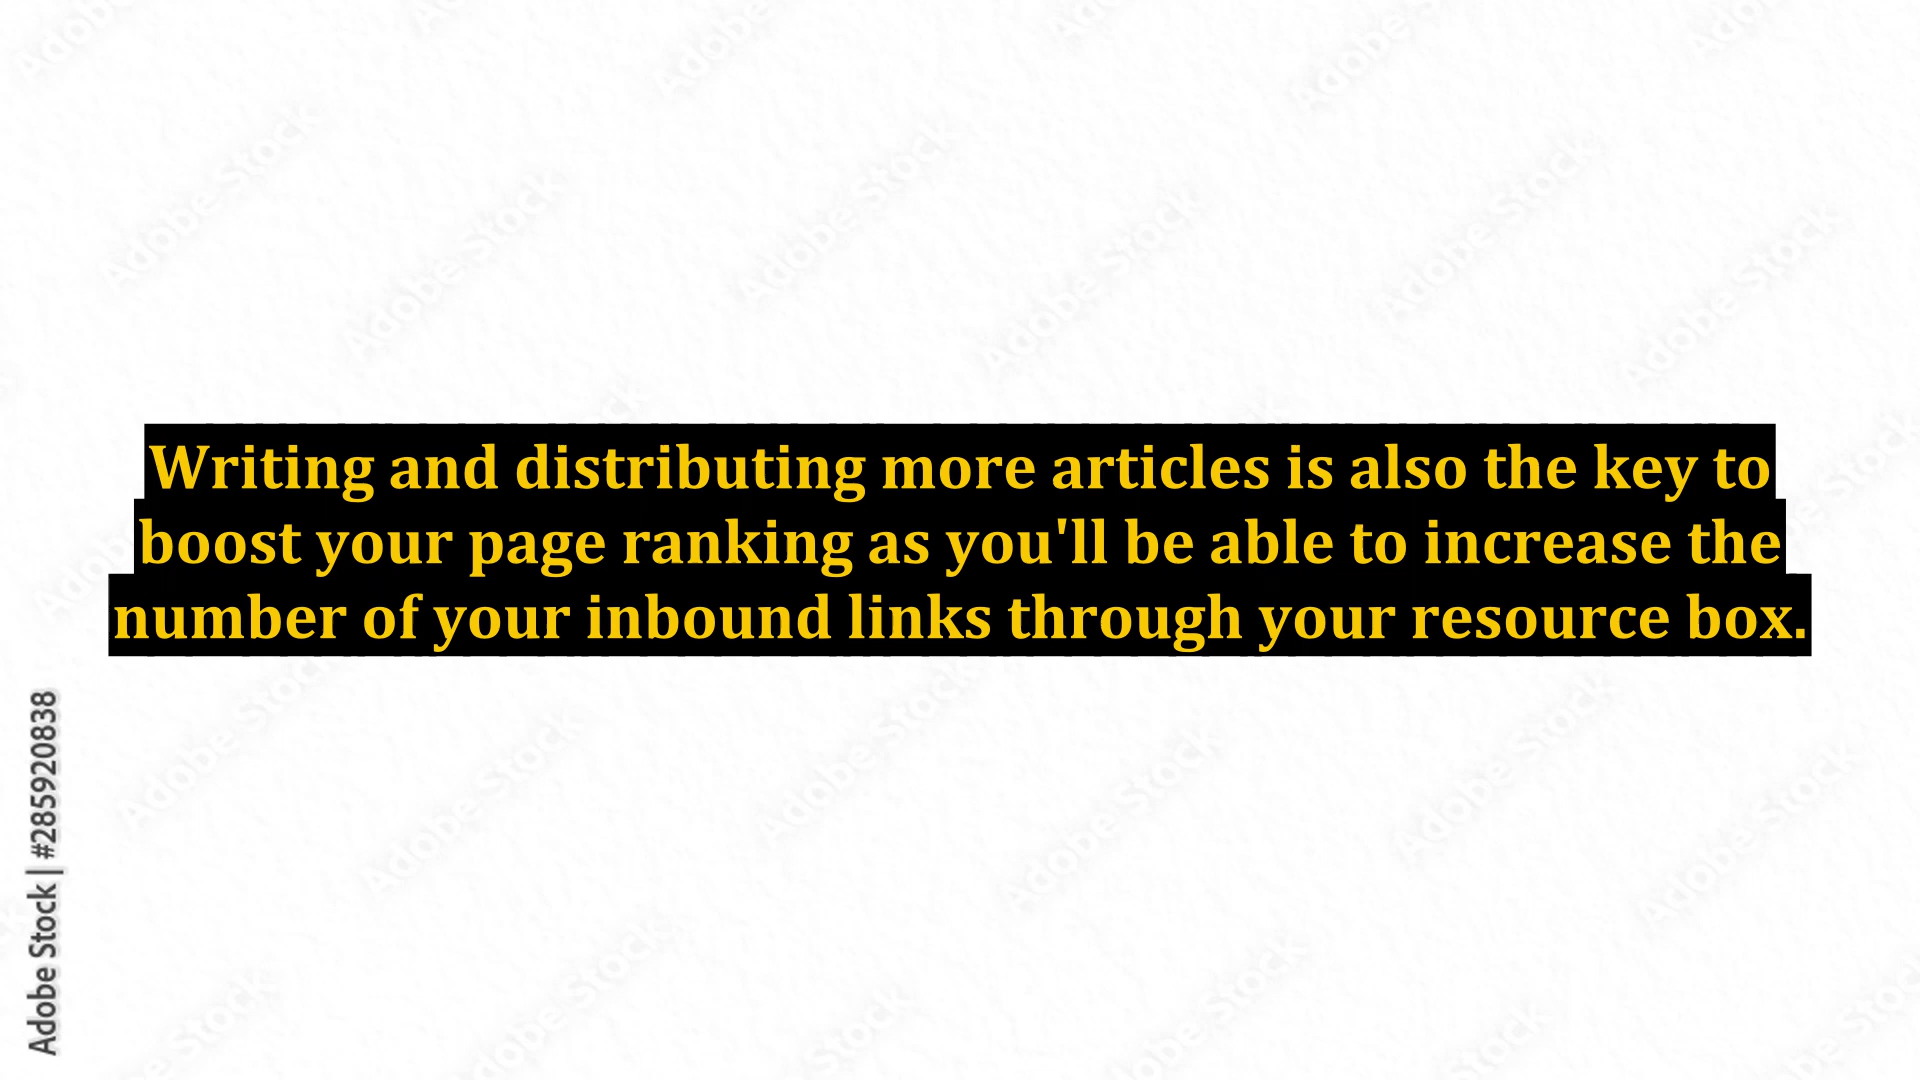 Writing and distributing more articles is also the key to
boost your page ranking as you'll be able to increase the
number of your inbound links through your resource box.
Adobe Stock | #285920838